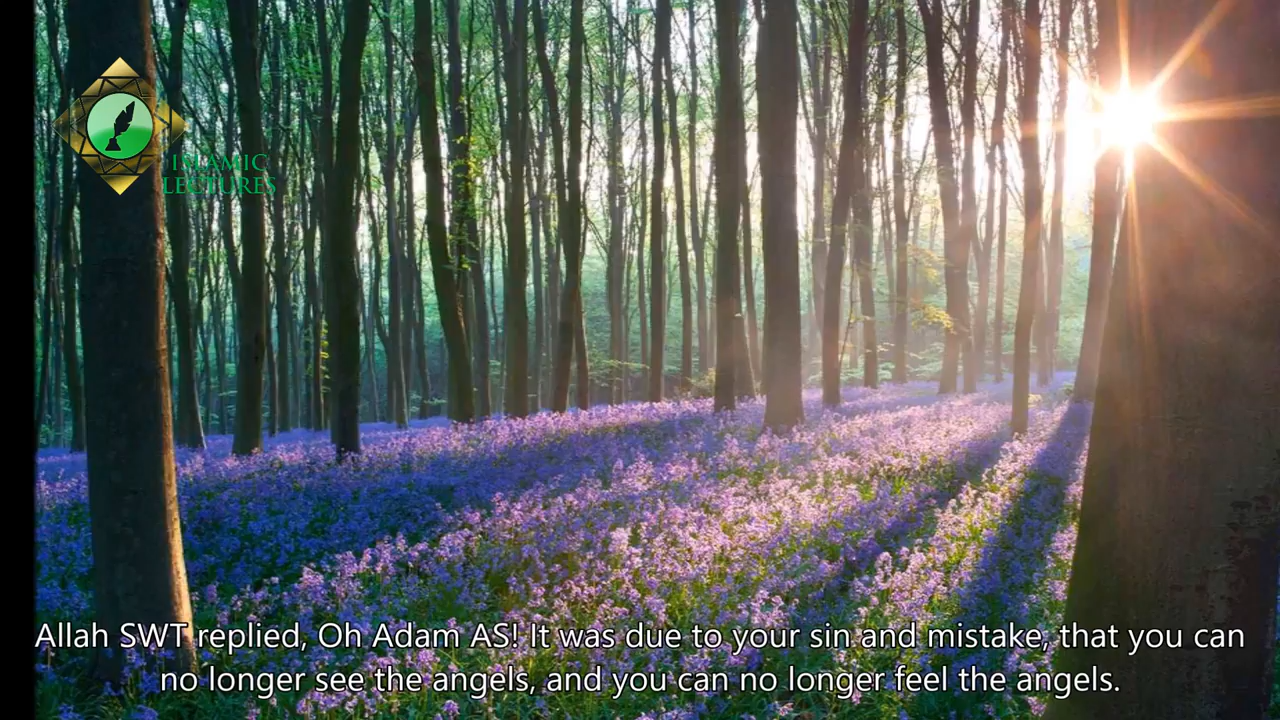 ISLAMIC
LECTURES
Allah SWT replied, Oh Adam AS! It was due to your sin and mistake, that you can
no longer see the angels, and you can no longer feel the angels.